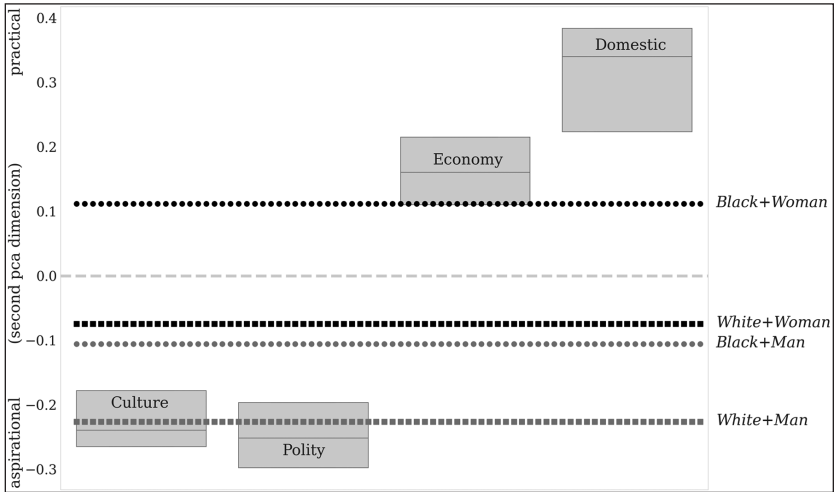 practical
(second pca dimension)
aspirational
0.4
0.3
0.2
0.1
0.0
−0.1
−0.2
−0.3
Domestic
Economy
Culture
Polity
Black+Woman
White+Woman
Black+Man
White+Man